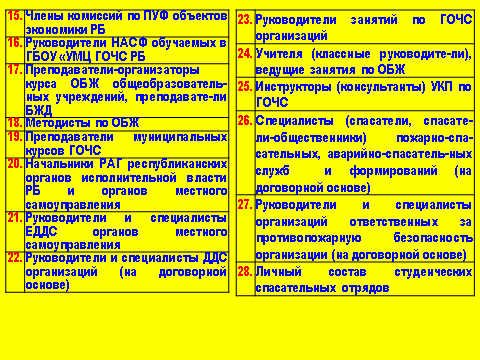 15. Члены комиссий по ПУФ объектов
экономики РБ
16. Руководители НАСФ обучаемых в
ГБОУ «УМЦ ГОЧС РБ
17. Преподаватели-организаторы
курса ОБЖ общеобразователь-
ных учреждений, преподавате-ли
БЖД
18. Методисты по ОБЖ
19. Преподаватели муниципальных
курсов ГОЧС
20. Начальники РАГ республиканских
органов исполнительной власти
РБ и органов местного
самоуправления
21. Руководители и специалисты
ЕДДС органов местного
самоуправления
22. Руководители и специалисты ДДС
организаций (на договорной
основе)
23. Руководители занятий по ГОЧС
организаций
24. Учителя (классные руководите-ли),
ведущие занятия по ОБЖ
25. Инструкторы (консультанты) УКП по
ГОЧС
26. Специалисты (спасатели, спасате-
ли-общественники) пожарно-спа-
сательных, аварийно-спасатель-ных
служб и формирований (на
договорной основе)
27. Руководители и специалисты
организаций ответственных за
противопожарную безопасность
организации (на договорной основе)
28. Личный состав студенческих
спасательных отрядов